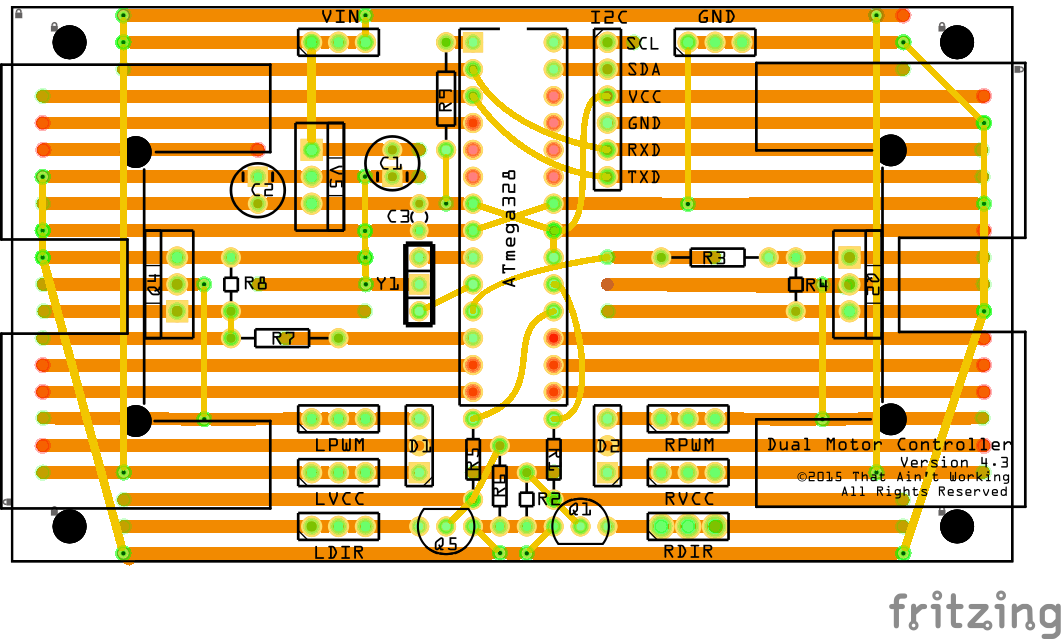 VIN
I2C
GND
SCL
SDA
R9
VCC
GND
RXD
C1
TXD
V5
C2
ATmega328
C3
R3
Q4
R8
Y1
R4
Q2
R7
LPWM
D1
R5
R1
D2
RPWM
Dual Motor Controller
Version 4.3
©2015 That Ain't Working
All Rights Reserved
R6
LVCC
R2
RVCC
Q1
Q5
LDIR
RDIR
fritzing